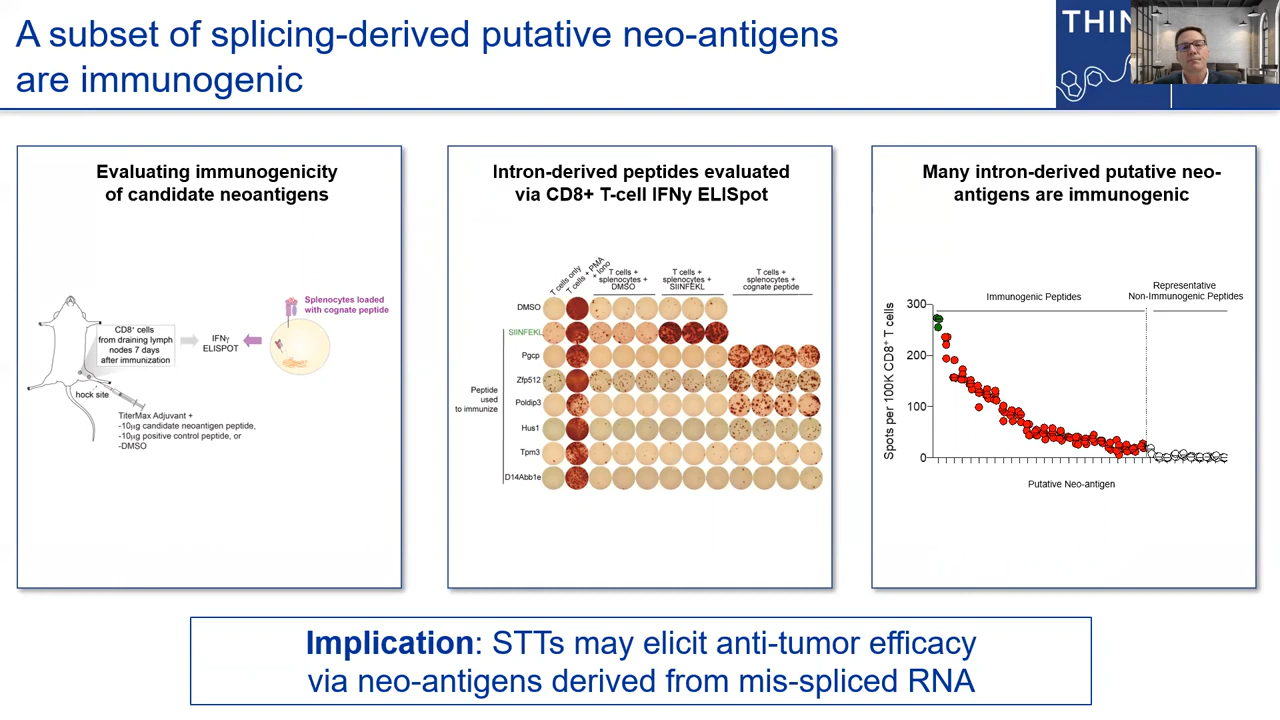 A subset of splicing-derived putative neo-antigens
are immunogenic
THIN
Evaluating immunogenicity
of candidate neoantigens
CD8⁺ cells
from draining lymph
nodes 7 days
after immunization
IFNγ
ELISPOT
Splenocytes loaded
with cognate peptide
hock site
TiterMax Adjuvant +
-10µg candidate neoantigen peptide,
-10µg positive control peptide, or
-DMSO
Intron-derived peptides evaluated
via CD8+ T-cell IFNγ ELISpot
T cells only
T cells + PMA
+ Iono
T cells +
splenocytes +
DMSO
T cells +
splenocytes +
SIINFEKL
T cells +
splenocytes +
cognate peptide
Peptide
used
to immunize
DMSO
SIINFEKL
Pgcp
Zfp512
Poldip3
Hus1
Tpm3
D14Abb1e
Many intron-derived putative neo-
antigens are immunogenic
Immunogenic Peptides
Representative
Non-Immunogenic Peptides
Spots per 100K CD8⁺ T cells
300
200
100
0
Putative Neo-antigen
Implication: STTs may elicit anti-tumor efficacy
via neo-antigens derived from mis-spliced RNA